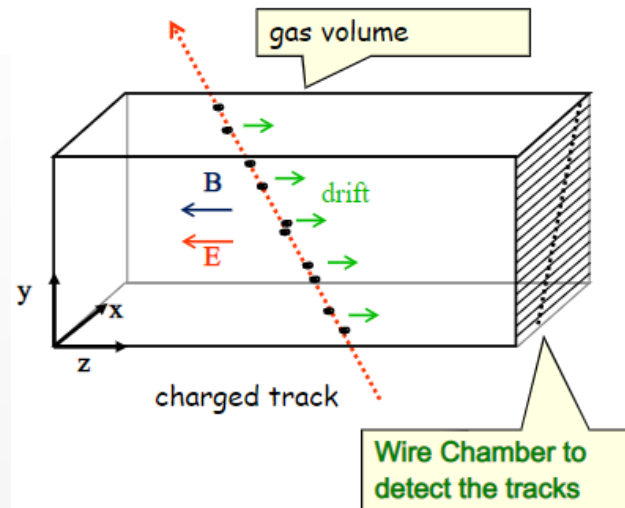 gas volume
B
drift
E
y
x
z
charged track
Wire Chamber to
detect the tracks